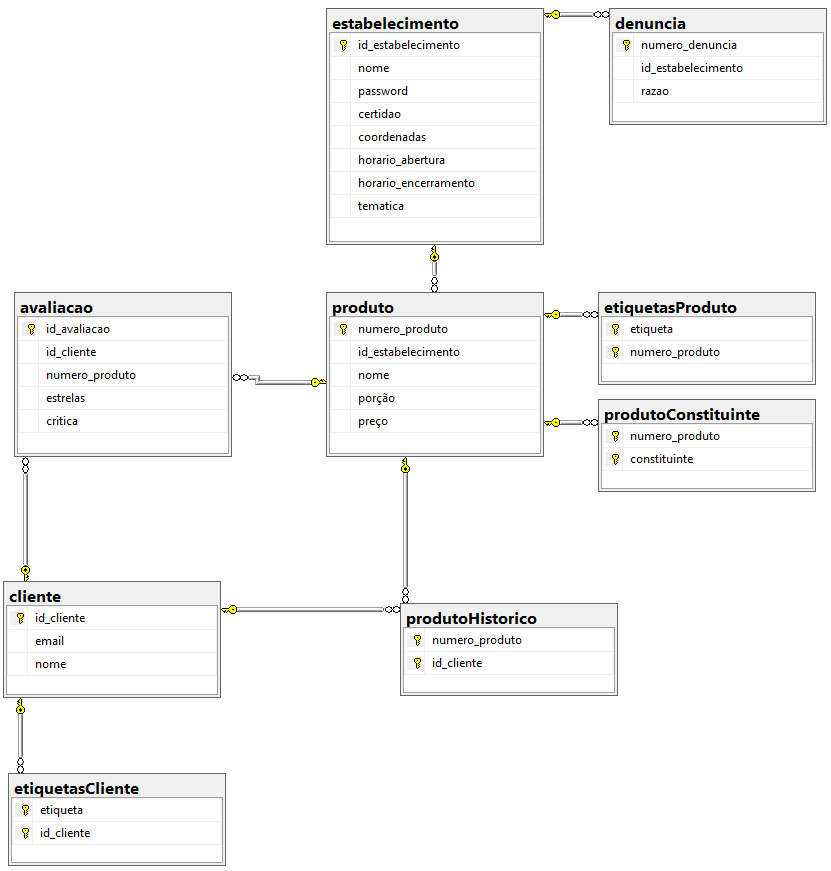 estabelecimento
id_estabelecimento
nome
password
certidao
coordenadas
horario_abertura
horario_encerramento
tematica
denuncia
numero_denuncia
id_estabelecimento
razao
avaliacao
id_avaliacao
id_cliente
numero_produto
estrelas
critica
produto
numero_produto
id_estabelecimento
nome
porção
preço
etiquetasProduto
etiqueta
numero_produto
produtoConstituinte
numero_produto
constituinte
cliente
id_cliente
email
nome
produtoHistorico
numero_produto
id_cliente
etiquetasCliente
etiqueta
id_cliente